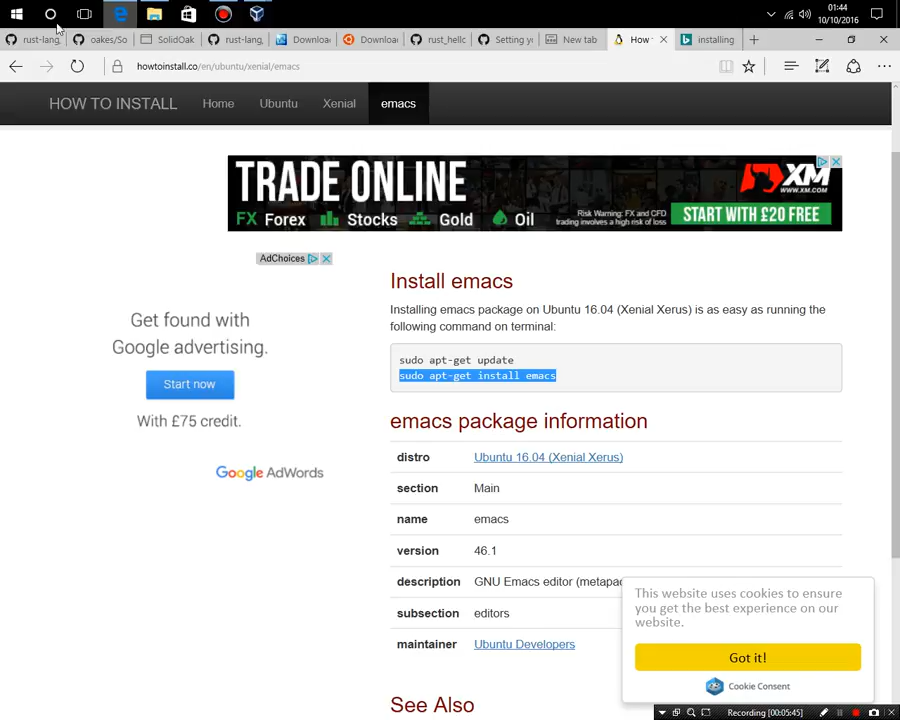 01:44
10/10/2016
rust-lang,
oakes/So
SolidOak
rust-lang,
Downloa
Downloa
rust_hello
Setting y
New tab
How
installing
howtoinstall.co/en/ubuntu/xenial/emacs
HOW TO INSTALL Home Ubuntu Xenial emacs
TRADE ONLINE
XM
WWW.XM.COM
FX Forex Stocks Gold Oil
Risk Warning: FX and CFD
trading involves a high risk of loss
START WITH £20 FREE
AdChoices
Get found with
Google advertising.
Start now
With £75 credit.
Google AdWords
Install emacs
Installing emacs package on Ubuntu 16.04 (Xenial Xerus) is as easy as running the
following command on terminal:
sudo apt-get update
sudo apt-get install emacs
emacs package information
distro Ubuntu 16.04 (Xenial Xerus)
section Main
name emacs
version 46.1
description GNU Emacs editor (metapac
subsection editors
maintainer Ubuntu Developers
See Also
This website uses cookies to ensure
you get the best experience on our
website.
Got it!
Cookie Consent
Recording [00:05:45]